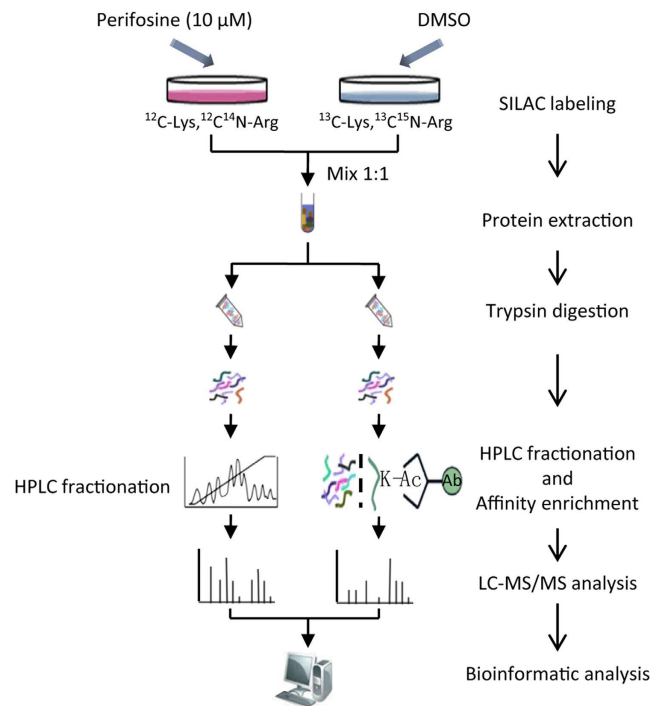 Perifosine (10 µM)
DMSO
¹²C-Lys,¹²C¹⁴N-Arg
¹³C-Lys,¹³C¹⁵N-Arg
SILAC labeling
Mix 1:1
Protein extraction
Trypsin digestion
HPLC fractionation
K-Ac
Ab
HPLC fractionation
and
Affinity enrichment
LC-MS/MS analysis
Bioinformatic analysis